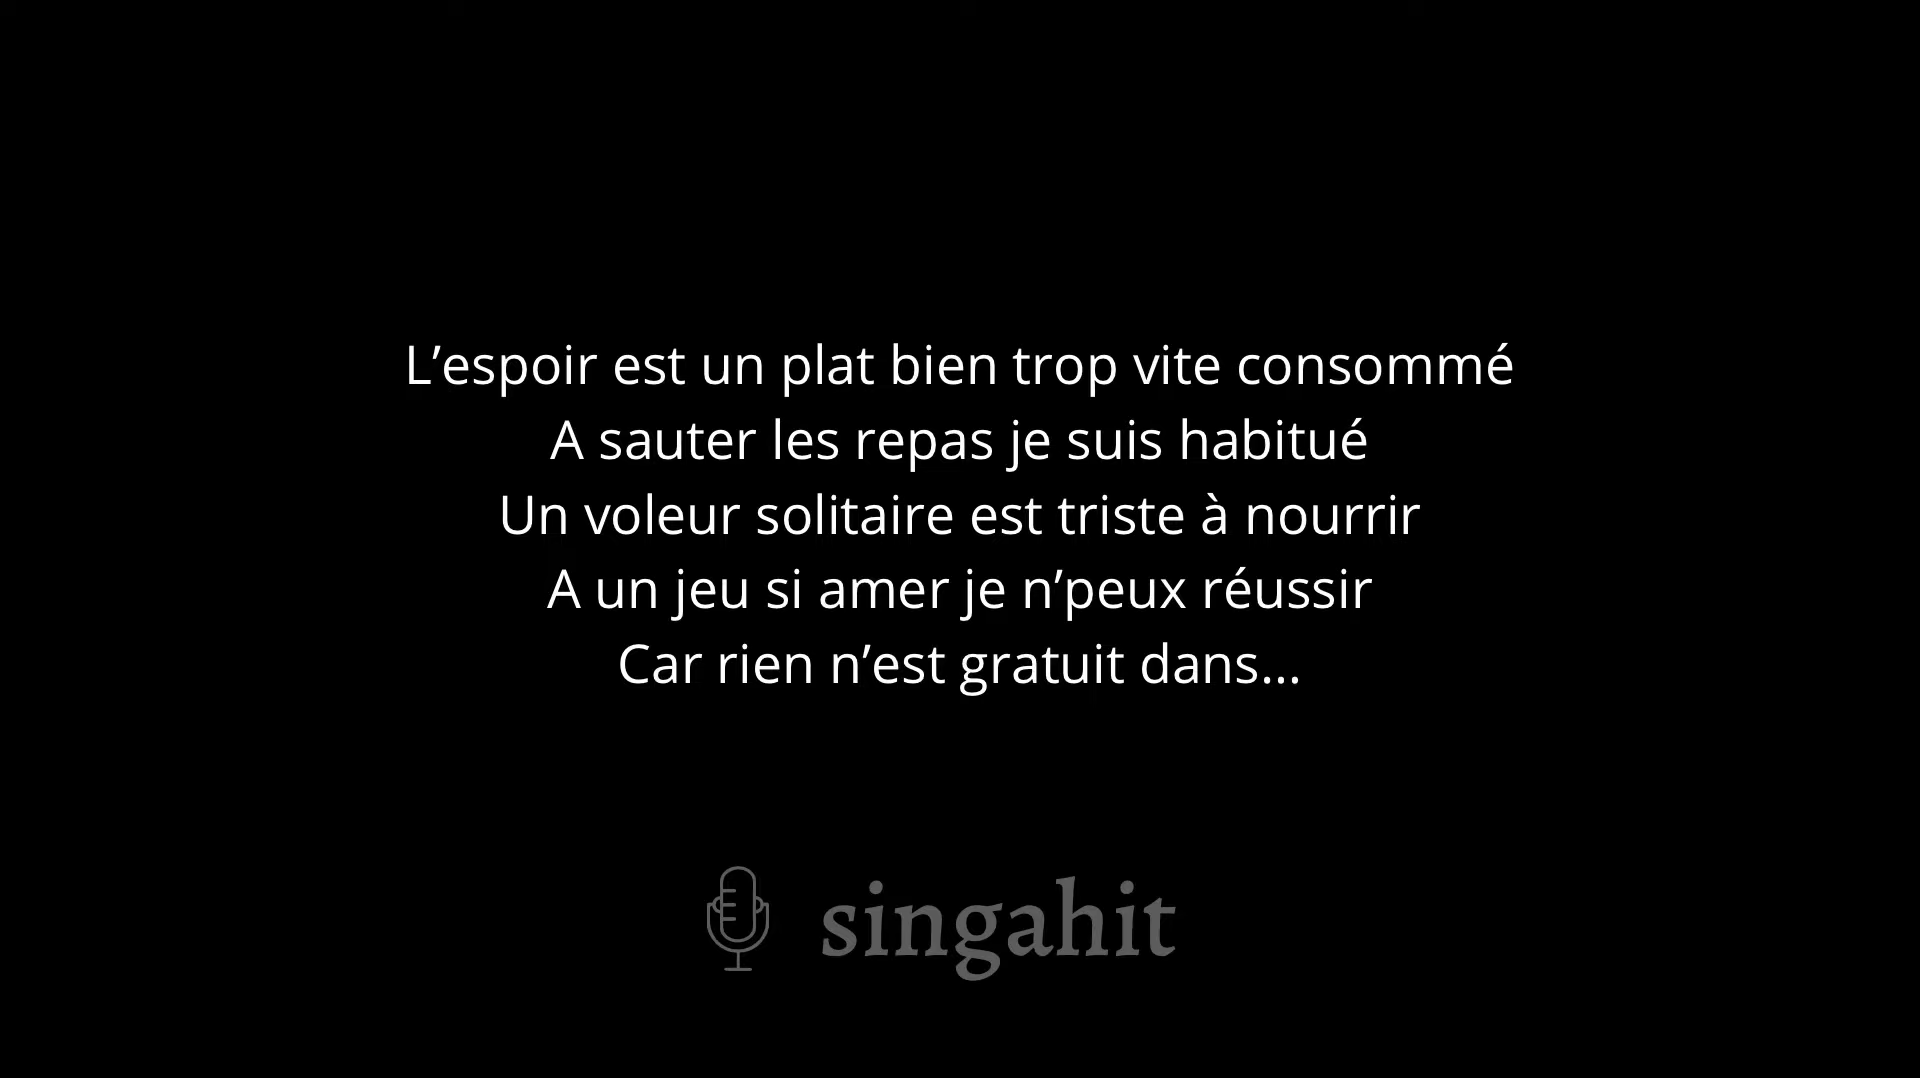 L’espoir est un plat bien trop vite consommé
A sauter les repas je suis habitué
Un voleur solitaire est triste à nourrir
A un jeu si amer je n’peux réussir
Car rien n’est gratuit dans...
singahit